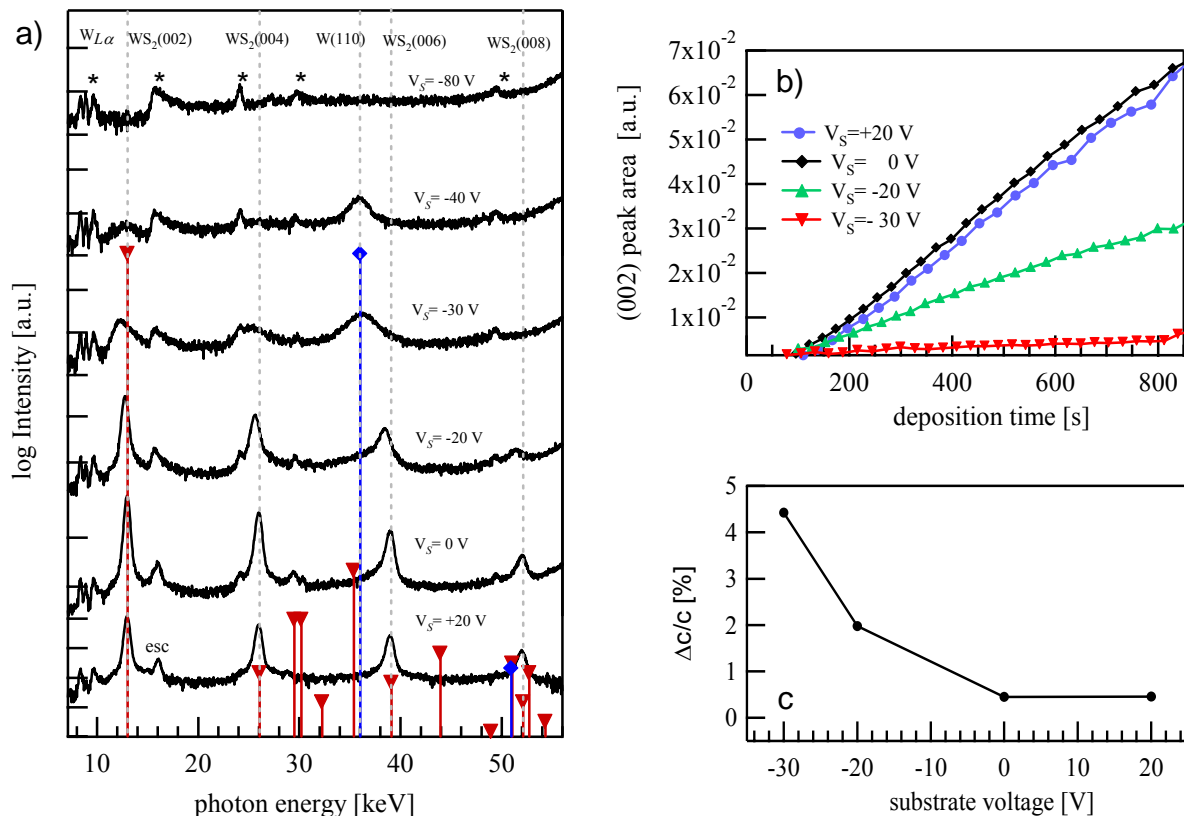 a)
W Lα WS2(002) WS2(004) W(110) WS2(006) WS2(008)
* * * * *
VS= -80 V
VS= -40 V
VS= -30 V
VS= -20 V
VS= 0 V
VS= +20 V
esc
log Intensity [a.u.]
10 20 30 40 50
photon energy [keV]
b)
7x10-2
6x10-2
5x10-2
4x10-2
3x10-2
2x10-2
1x10-2
(002) peak area [a.u.]
VS=+20 V
VS= 0 V
VS= -20 V
VS=- 30 V
0 200 400 600 800
deposition time [s]
5
4
3
2
1
0
Δc/c [%]
c
-30 -20 -10 0 10 20
substrate voltage [V]